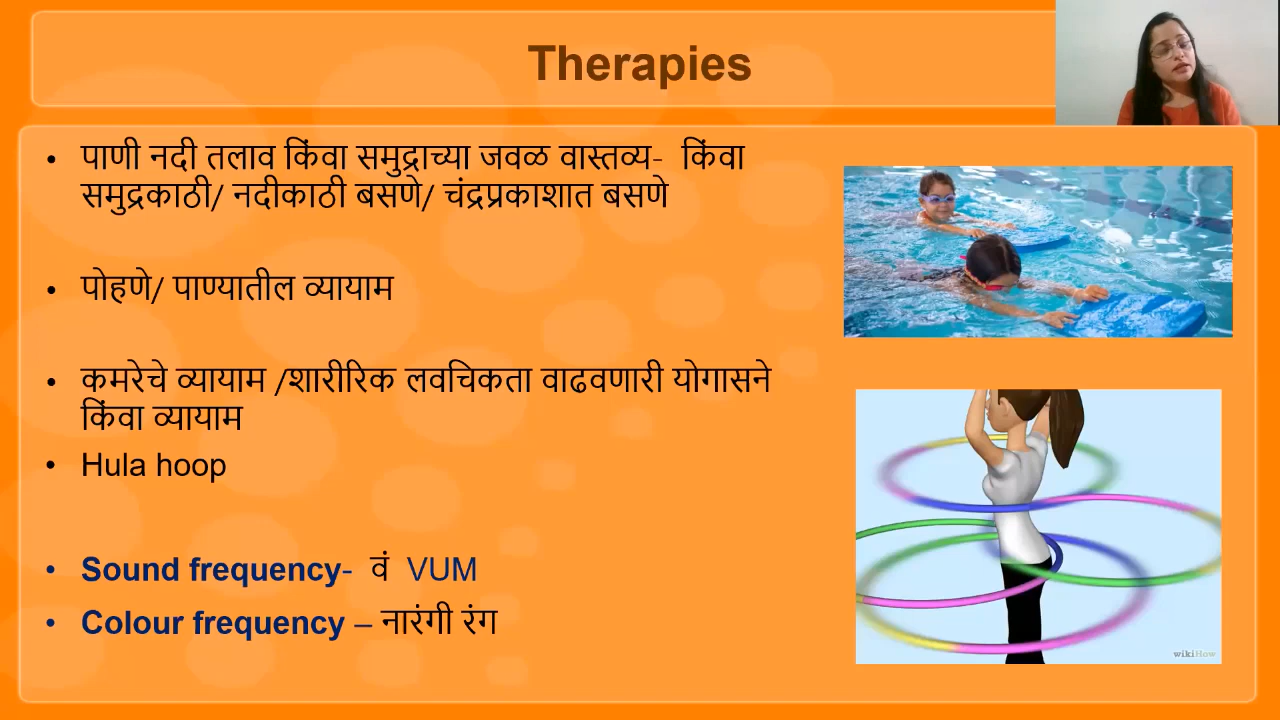 Therapies
• पाणी नदी तलाव किंवा समुद्राच्या जवळ वास्तव्य- किंवा
समुद्रकाठी/ नदीकाठी बसणे/ चंद्रप्रकाशात बसणे
• पोहणे/ पाण्यातील व्यायाम
• कमरेचे व्यायाम /शारीरिक लवचिकता वाढवणारी योगासने
किंवा व्यायाम
• Hula hoop
• Sound frequency- वं VUM
• Colour frequency – नारंगी रंग
wikiHow